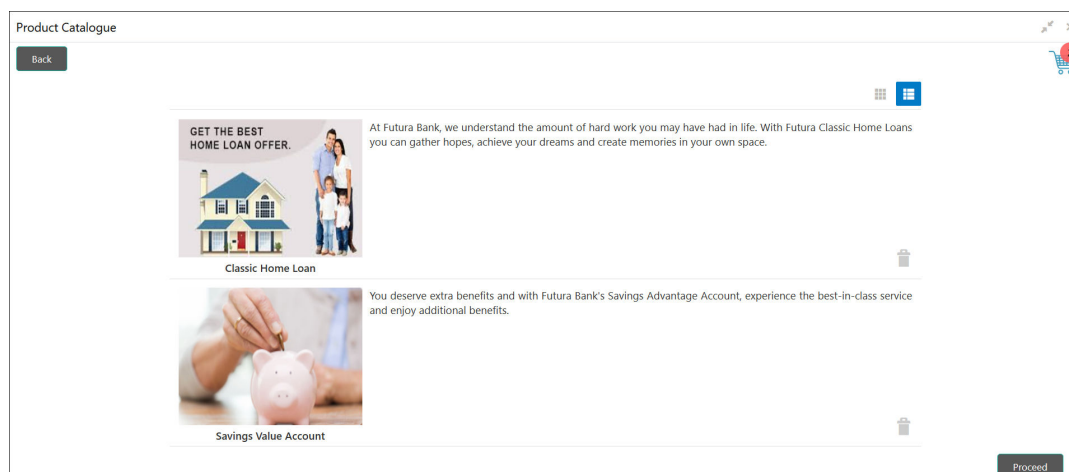 Product Catalogue
Back
GET THE BEST
HOME LOAN OFFER.
At Futura Bank, we understand the amount of hard work you may have had in life. With Futura Classic Home Loans
you can gather hopes, achieve your dreams and create memories in your own space.
Classic Home Loan
You deserve extra benefits and with Futura Bank's Savings Advantage Account, experience the best-in-class service
and enjoy additional benefits.
Savings Value Account
Proceed